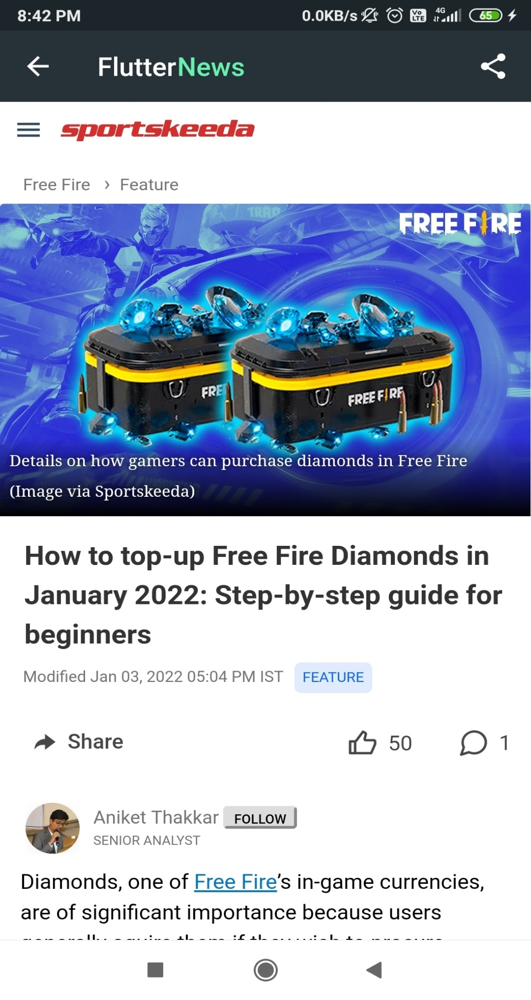 8:42 PM
0.0KB/s
Vo LTE
4G
65
FlutterNews
sportskeeda
Free Fire › Feature
FREE FIRE
FRE
FREE FIRE
Details on how gamers can purchase diamonds in Free Fire
(Image via Sportskeeda)
How to top-up Free Fire Diamonds in
January 2022: Step-by-step guide for
beginners
Modified Jan 03, 2022 05:04 PM IST FEATURE
Share 50 1
Aniket Thakkar FOLLOW
SENIOR ANALYST
Diamonds, one of Free Fire’s in-game currencies,
are of significant importance because users